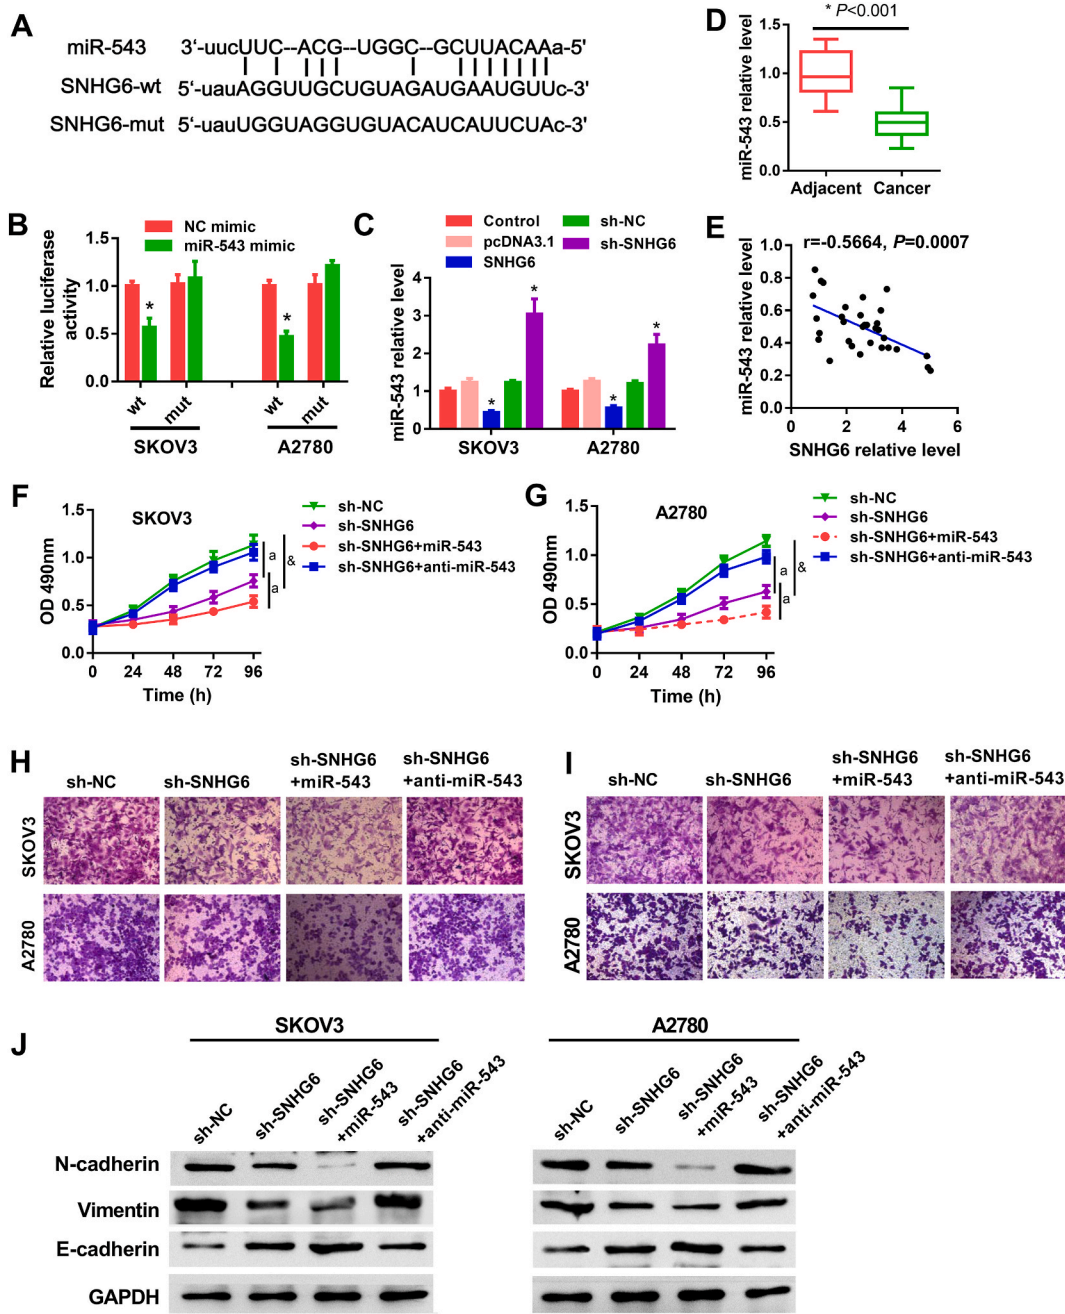 A
miR-543 3‘-uucUUC--ACG--UGGC--GCUUACAAa-5'
SNHG6-wt 5‘-uauAGGUUGCUGUAGAUGAAUGUUc-3'
SNHG6-mut 5‘-uauUGGUAGGUGUACAUCAUUCUAc-3'
D
* P<0.001
miR-543 relative level
1.5
1.0
0.5
0.0
Adjacent Cancer
B
NC mimic
miR-543 mimic
Relative luciferase
activity
1.5
1.0
0.5
0.0
*
*
wt mut wt mut
SKOV3 A2780
C
Control
pcDNA3.1
SNHG6
sh-NC
sh-SNHG6
miR-543 relative level
4
3
2
1
0
*
*
*
*
SKOV3 A2780
E
r=-0.5664, P=0.0007
miR-543 relative level
1.0
0.8
0.6
0.4
0.2
0.0
0 2 4 6
SNHG6 relative level
F
SKOV3
OD 490nm
1.5
1.0
0.5
0.0
0 24 48 72 96
Time (h)
sh-NC
sh-SNHG6
sh-SNHG6+miR-543
sh-SNHG6+anti-miR-543
a
a
&
G
A2780
OD 490nm
1.5
1.0
0.5
0.0
0 24 48 72 96
Time (h)
sh-NC
sh-SNHG6
sh-SNHG6+miR-543
sh-SNHG6+anti-miR-543
a
a
&
H
sh-NC sh-SNHG6 sh-SNHG6 +miR-543 sh-SNHG6 +anti-miR-543
SKOV3
A2780
I
sh-NC sh-SNHG6 sh-SNHG6 +miR-543 sh-SNHG6 +anti-miR-543
SKOV3
A2780
J
SKOV3 A2780
sh-NC sh-SNHG6 sh-SNHG6 +miR-543 sh-SNHG6 +anti-miR-543
sh-NC sh-SNHG6 sh-SNHG6 +miR-543 sh-SNHG6 +anti-miR-543
N-cadherin
Vimentin
E-cadherin
GAPDH